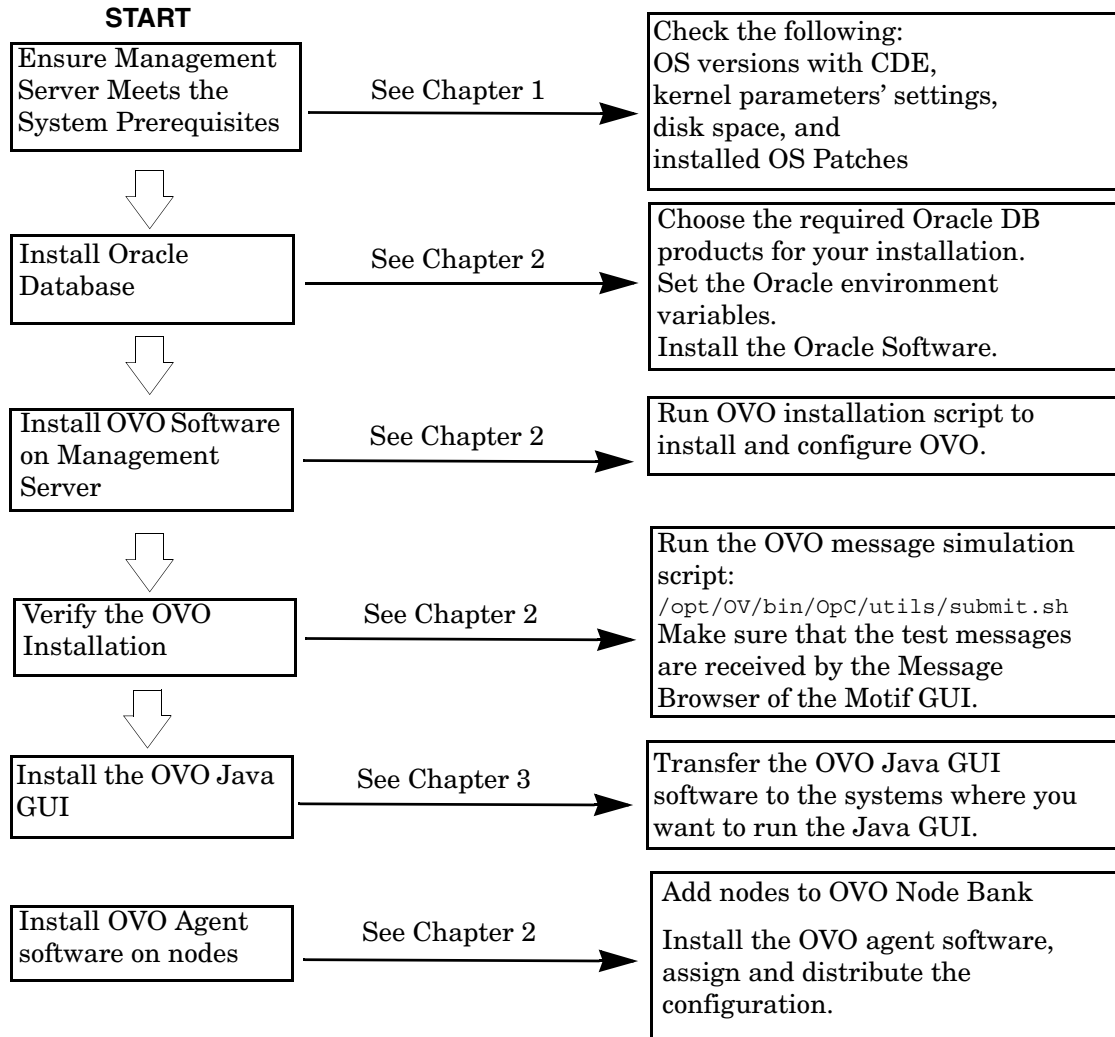 START
Ensure Management
Server Meets the
System Prerequisites
See Chapter 1
Check the following:
OS versions with CDE,
kernel parameters’ settings,
disk space, and
installed OS Patches
Install Oracle
Database
See Chapter 2
Choose the required Oracle DB
products for your installation.
Set the Oracle environment
variables.
Install the Oracle Software.
Install OVO Software
on Management
Server
See Chapter 2
Run OVO installation script to
install and configure OVO.
Verify the OVO
Installation
See Chapter 2
Run the OVO message simulation
script:
/opt/OV/bin/OpC/utils/submit.sh
Make sure that the test messages
are received by the Message
Browser of the Motif GUI.
Install the OVO Java
GUI
See Chapter 3
Transfer the OVO Java GUI
software to the systems where you
want to run the Java GUI.
Install OVO Agent
software on nodes
See Chapter 2
Add nodes to OVO Node Bank
Install the OVO agent software,
assign and distribute the
configuration.